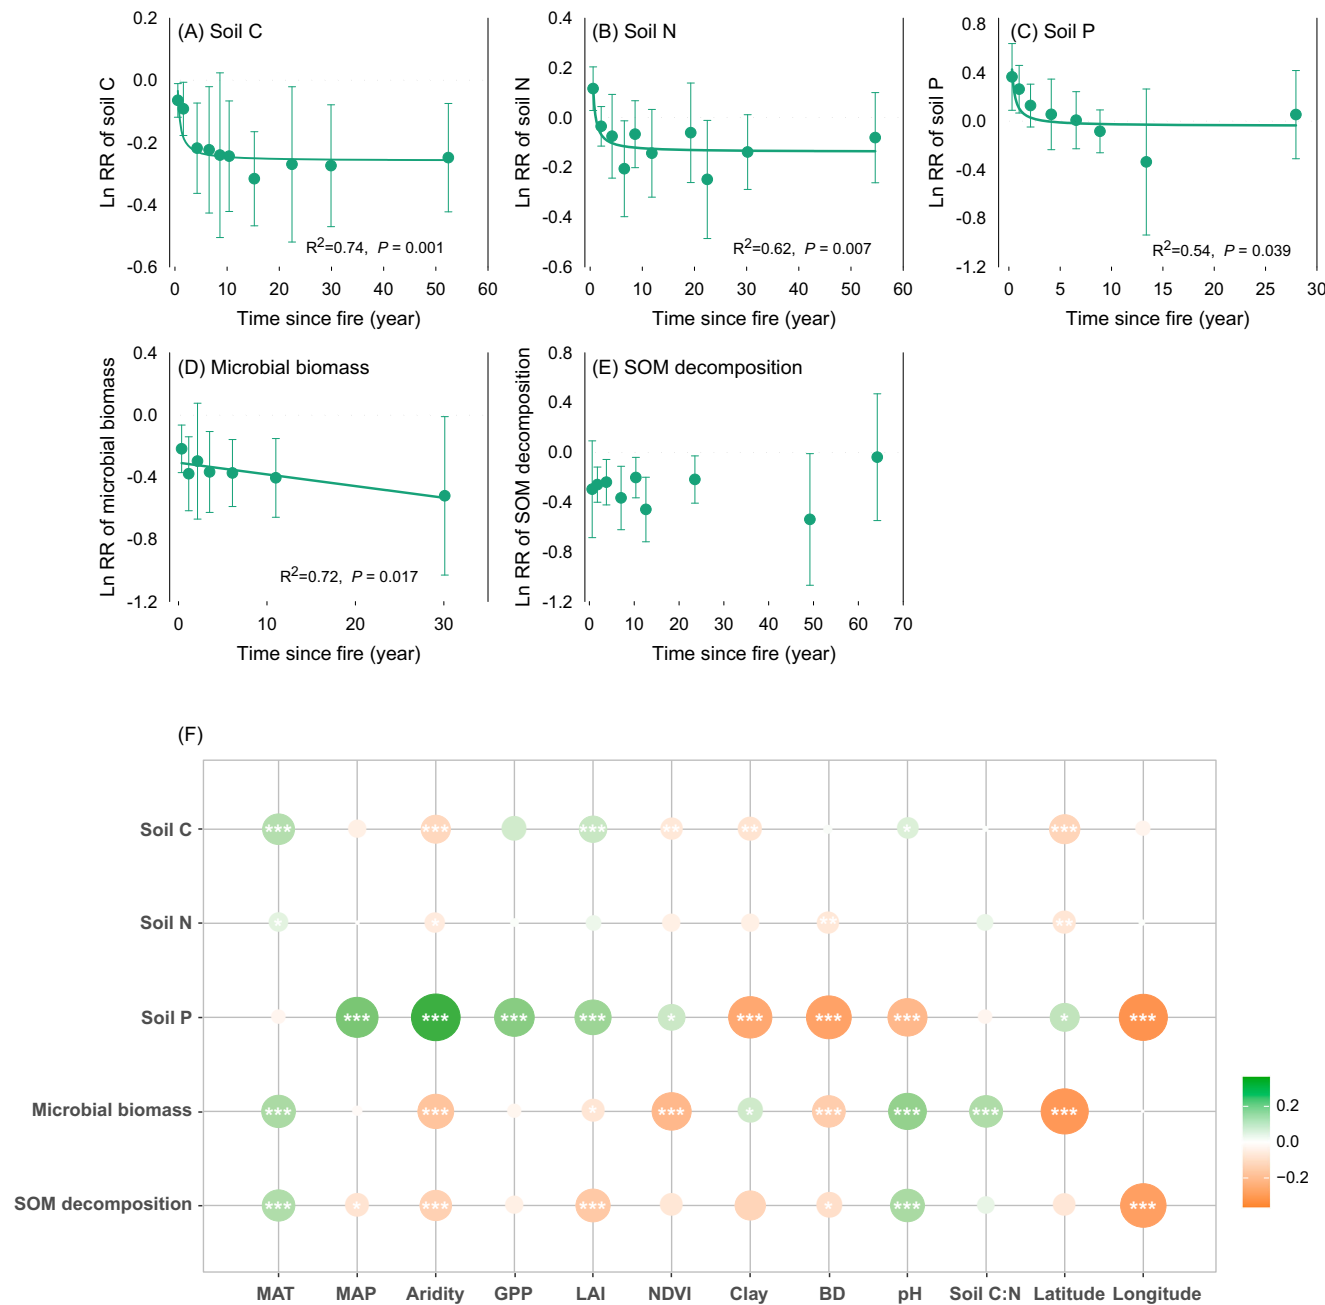 (A) Soil C
Ln RR of soil C
0.2
0.0
-0.2
-0.4
-0.6
R2=0.74, P = 0.001
0 10 20 30 40 50 60
Time since fire (year)
(B) Soil N
Ln RR of soil N
0.4
0.2
0.0
-0.2
-0.4
-0.6
R2=0.62, P = 0.007
0 10 20 30 40 50 60
Time since fire (year)
(C) Soil P
Ln RR of soil P
0.8
0.4
0.0
-0.4
-0.8
-1.2
R2=0.54, P = 0.039
0 5 10 15 20 25 30
Time since fire (year)
(D) Microbial biomass
Ln RR of microbial biomass
0.4
0.0
-0.4
-0.8
-1.2
R2=0.72, P = 0.017
0 10 20 30
Time since fire (year)
(E) SOM decomposition
Ln RR of SOM decomposition
0.8
0.4
0.0
-0.4
-0.8
-1.2
0 10 20 30 40 50 60 70
Time since fire (year)
(F)
Soil C *** *** *** ** ** * ***
Soil N * * ** **
Soil P *** *** *** *** * *** *** *** * ***
Microbial biomass *** *** * *** * *** *** *** ***
SOM decomposition *** * *** *** * *** ***
MAT MAP Aridity GPP LAI NDVI Clay BD pH Soil C:N Latitude Longitude
0.2
0.0
−0.2